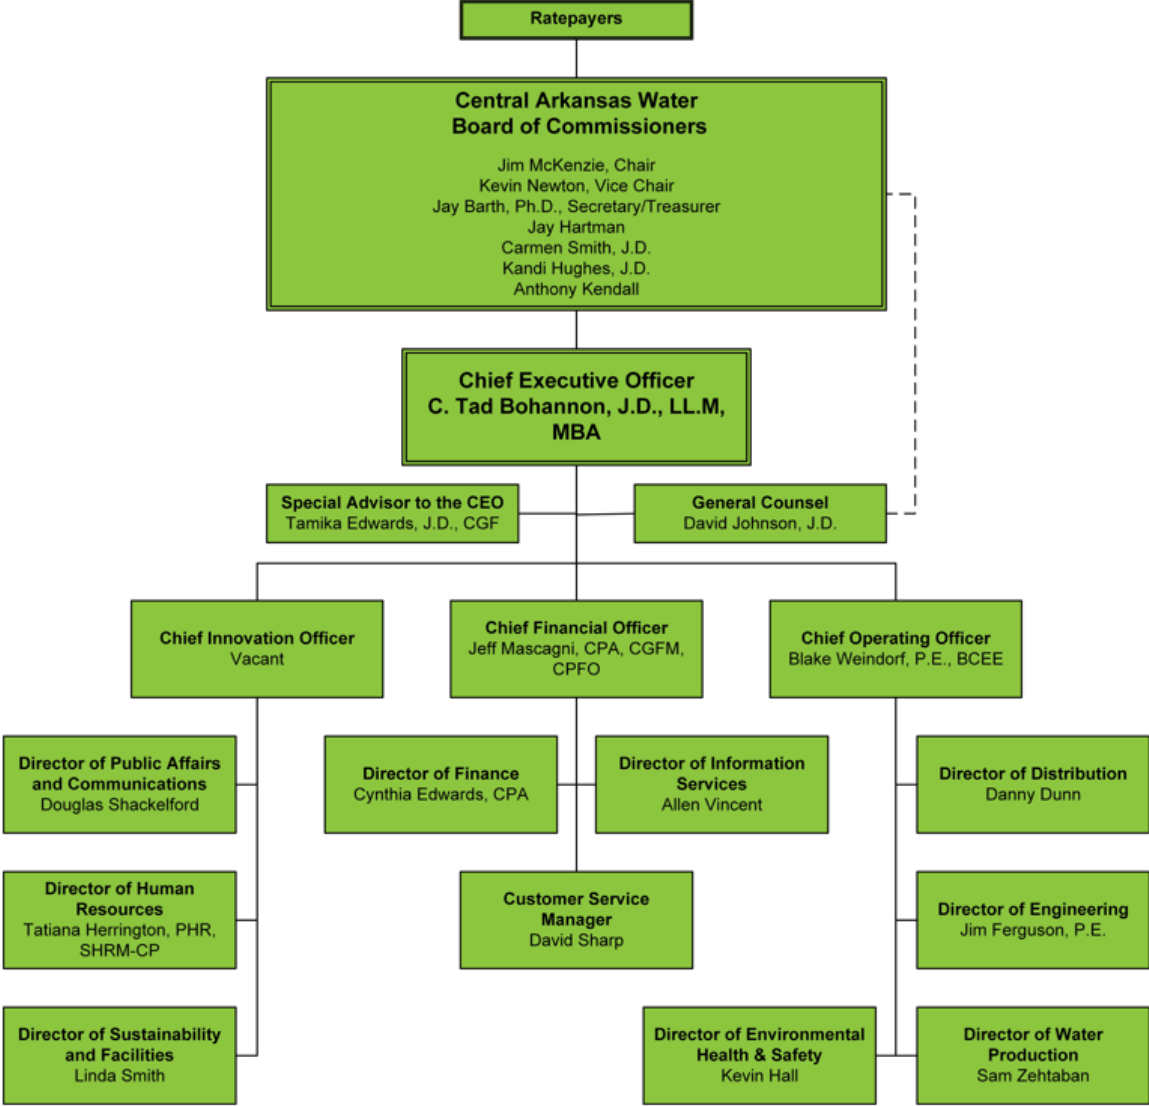 Ratepayers
Central Arkansas Water
Board of Commissioners
Jim McKenzie, Chair
Kevin Newton, Vice Chair
Jay Barth, Ph.D., Secretary/Treasurer
Jay Hartman
Carmen Smith, J.D.
Kandi Hughes, J.D.
Anthony Kendall
Chief Executive Officer
C. Tad Bohannon, J.D., LL.M,
MBA
Special Advisor to the CEO
Tamika Edwards, J.D., CGF
General Counsel
David Johnson, J.D.
Chief Innovation Officer
Vacant
Chief Financial Officer
Jeff Mascagni, CPA, CGFM,
CPFO
Chief Operating Officer
Blake Weindorf, P.E., BCEE
Director of Public Affairs
and Communications
Douglas Shackelford
Director of Finance
Cynthia Edwards, CPA
Director of Information
Services
Allen Vincent
Director of Distribution
Danny Dunn
Director of Human
Resources
Tatiana Herrington, PHR,
SHRM-CP
Customer Service
Manager
David Sharp
Director of Engineering
Jim Ferguson, P.E.
Director of Sustainability
and Facilities
Linda Smith
Director of Environmental
Health & Safety
Kevin Hall
Director of Water
Production
Sam Zehtaban